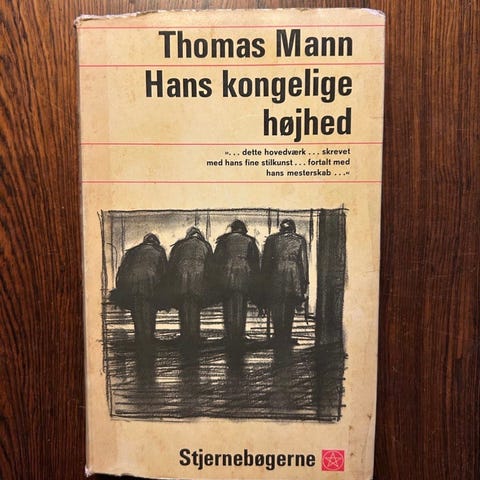 Thomas Mann
Hans kongelige
højhed
»... dette hovedværk ... skrevet
med hans fine stilkunst ... fortalt med
hans mesterskab ...«
Stjernebøgerne